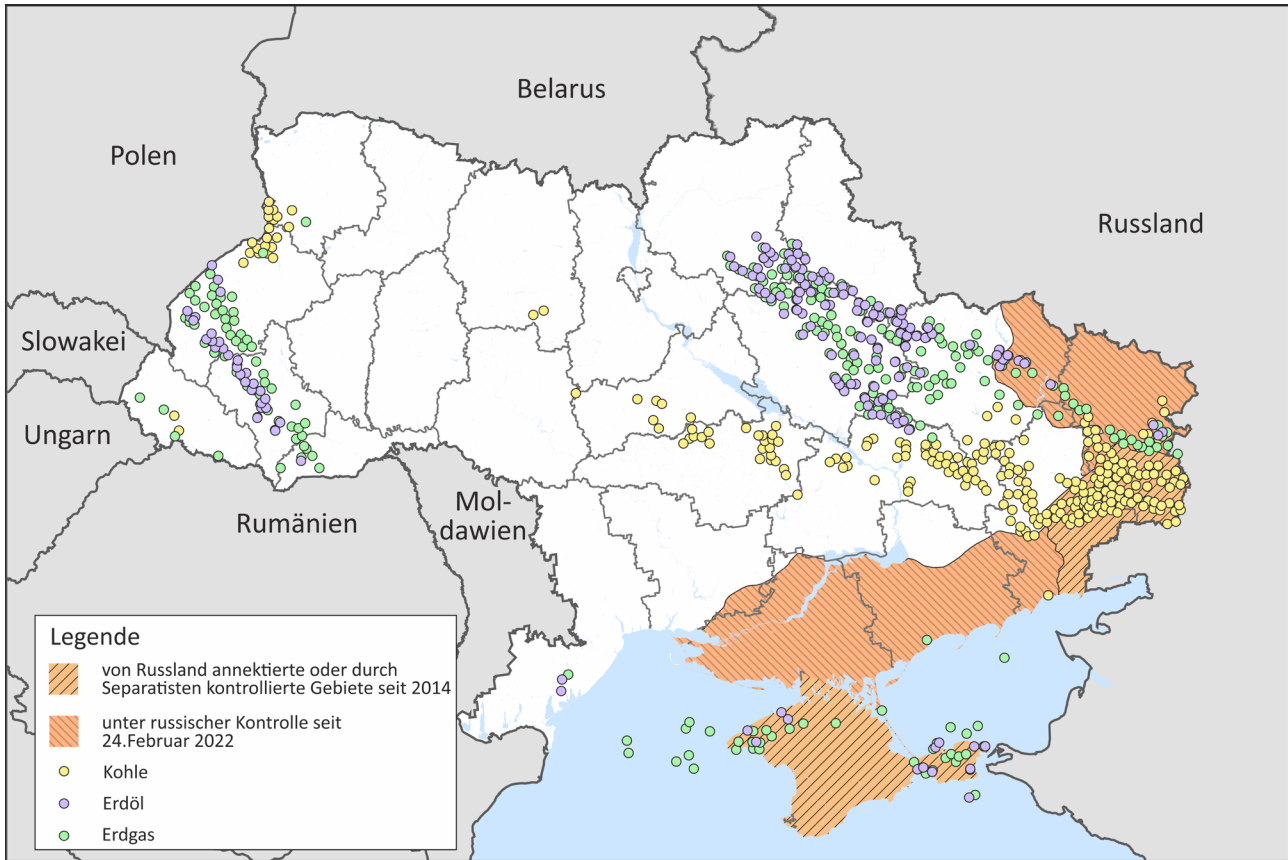 Belarus
Polen
Russland
Slowakei
Ungarn
Mol-
dawien
Rumänien
Legende
von Russland annektierte oder durch
Separatisten kontrollierte Gebiete seit 2014
unter russischer Kontrolle seit
24.Februar 2022
Kohle
Erdöl
Erdgas